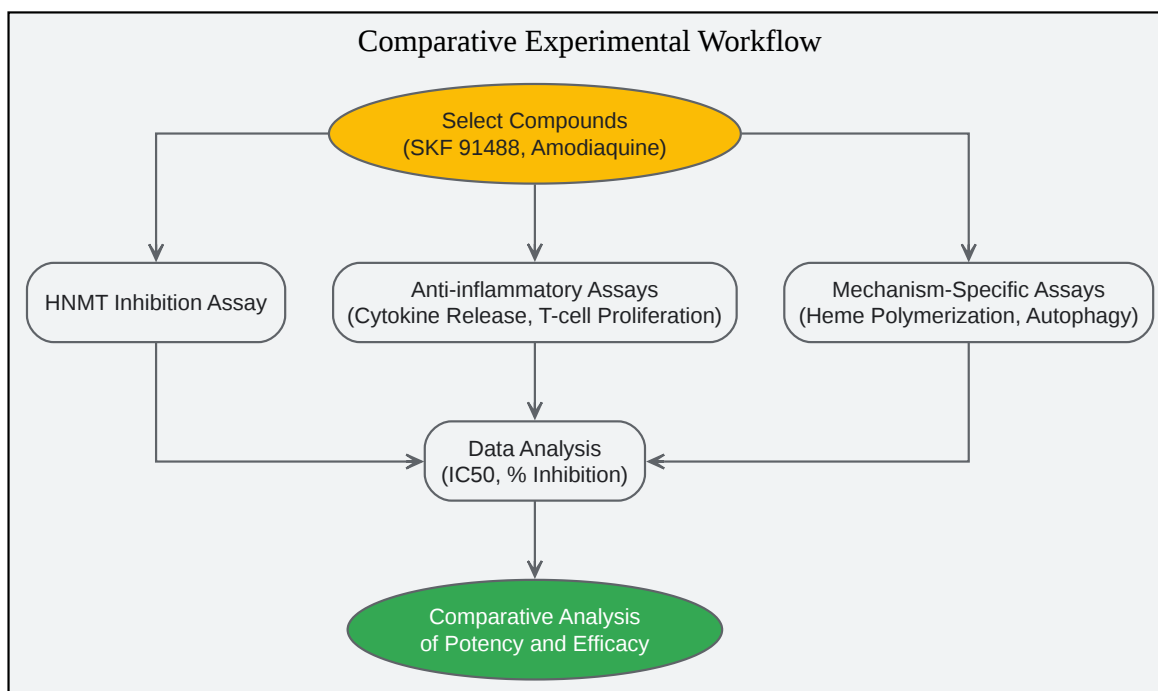 Comparative Experimental Workflow
Select Compounds
(SKF 91488, Amodiaquine)
HNMT Inhibition Assay
Anti-inflammatory Assays
(Cytokine Release, T-cell Proliferation)
Mechanism-Specific Assays
(Heme Polymerization, Autophagy)
Data Analysis
(IC50, % Inhibition)
Comparative Analysis
of Potency and Efficacy